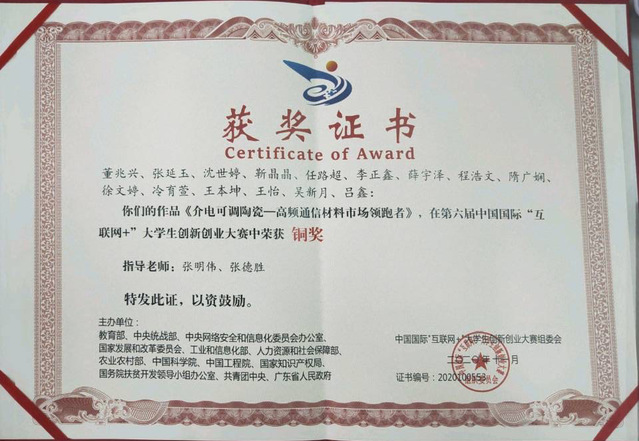 获奖证书
Certificate of Award
董兆兴、张延玉、沈世婷、靳晶晶、任路超、李正鑫、薛宇泽、程浩文、隋广娴、
徐文婷、冷育萱、王本坤、王怡、吴新月、吕鑫：
你们的作品《介电可调陶瓷—高频通信材料市场领跑者》，在第六届中国国际“互
联网+”大学生创新创业大赛中荣获 铜奖
指导老师：张明伟、张德胜
特发此证，以资鼓励。
主办单位：
教育部、中央统战部、中央网络安全和信息化委员会办公室、
国家发展和改革委员会、工业和信息化部、人力资源和社会保障部、
农业农村部、中国科学院、中国工程院、国家知识产权局、
国务院扶贫开发领导小组办公室、共青团中央、广东省人民政府
中国国际“互联网+”大学生创新创业大赛组委会
二〇二〇年十一月
证书编号：2020100558